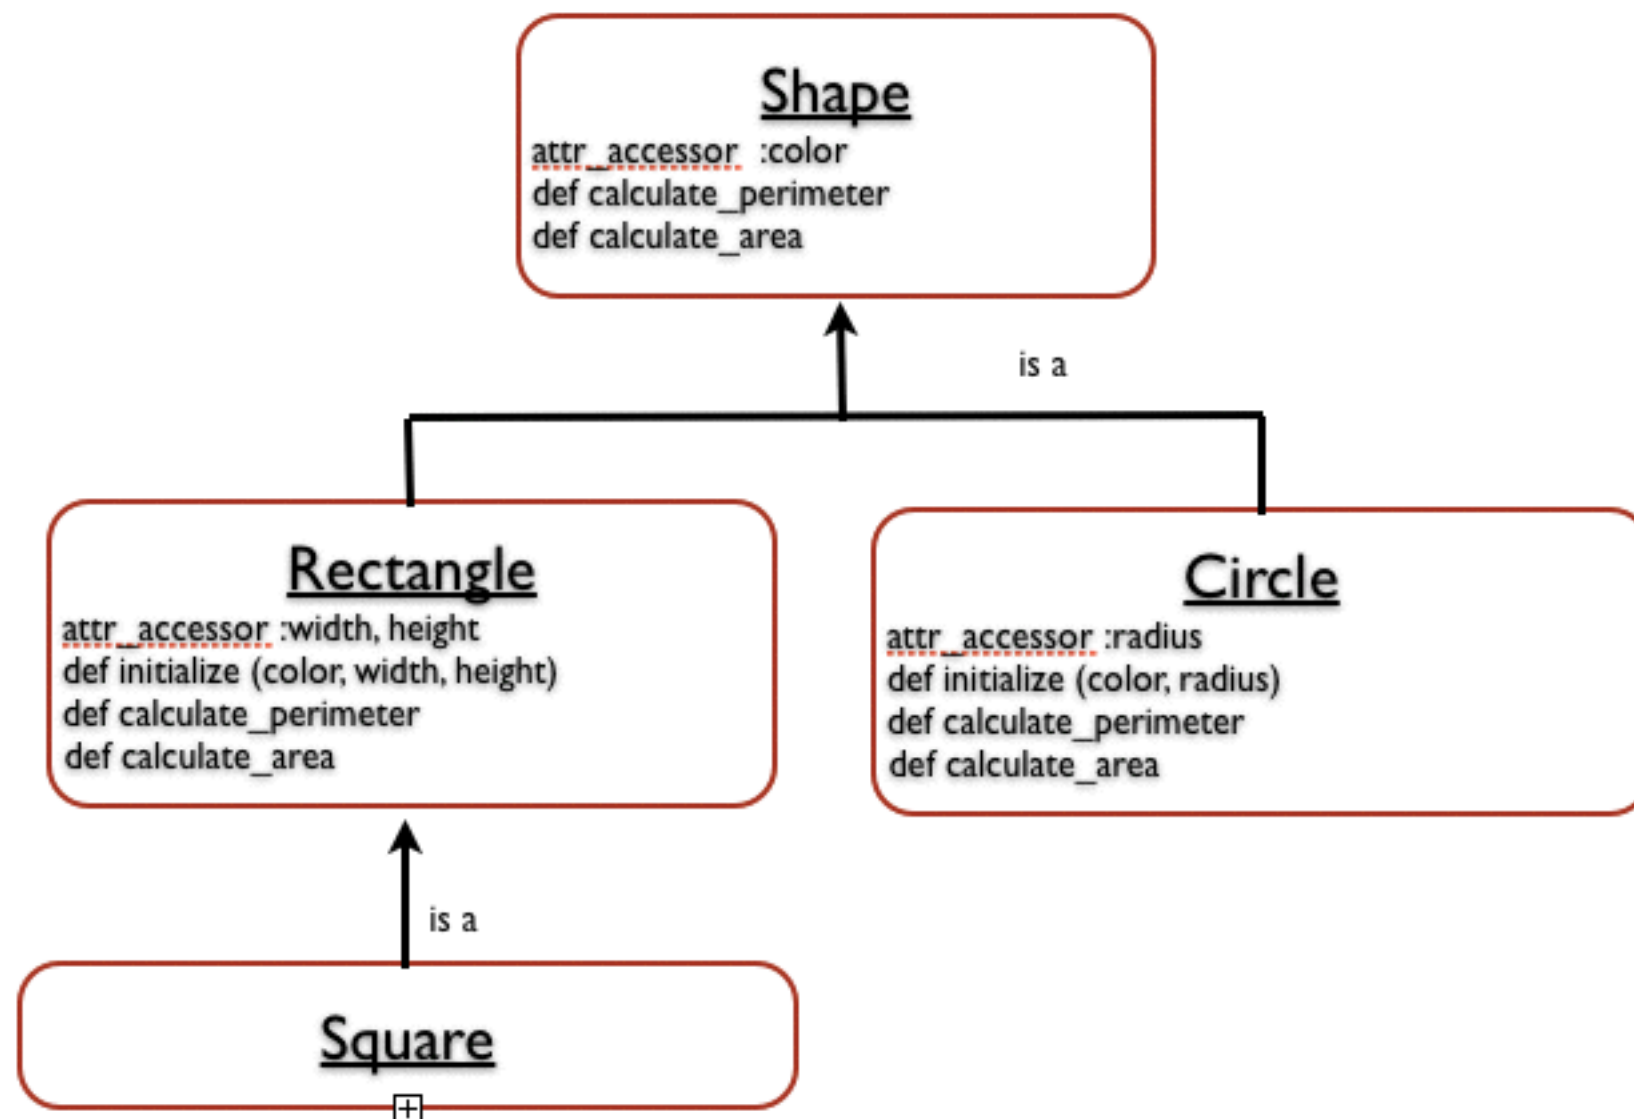 Shape
attr_accessor :color
def calculate_perimeter
def calculate_area
is a
Rectangle
attr_accessor :width, height
def initialize (color, width, height)
def calculate_perimeter
def calculate_area
Circle
attr_accessor :radius
def initialize (color, radius)
def calculate_perimeter
def calculate_area
is a
Square